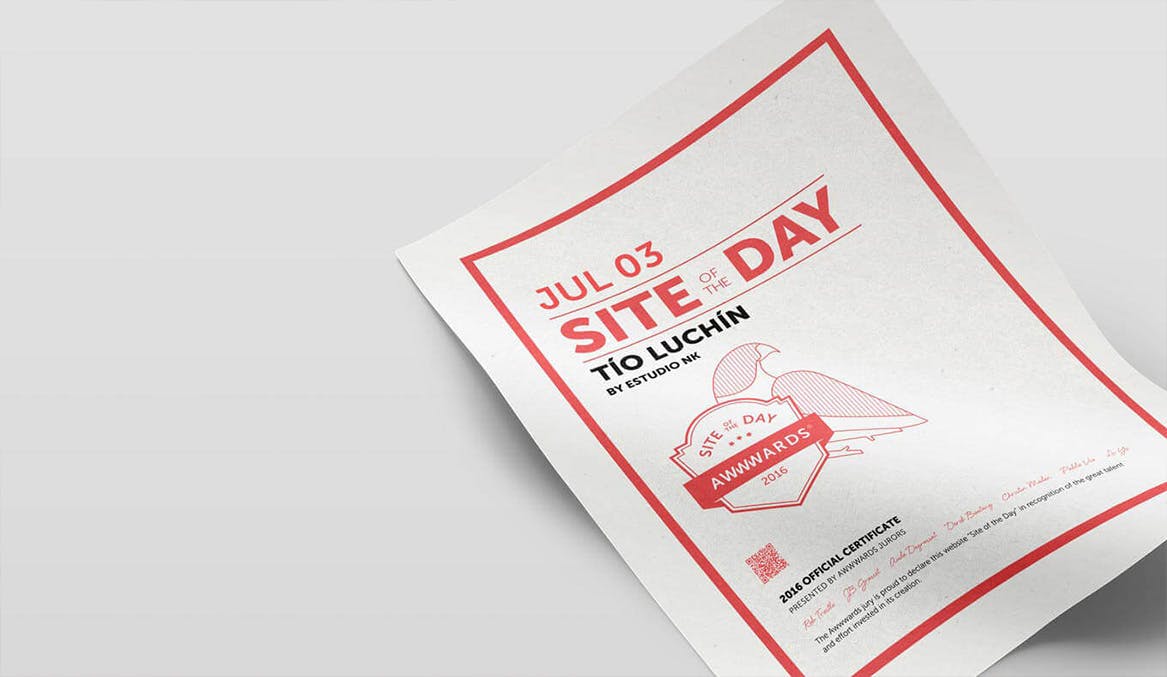 JUL 03
SITE OF THE DAY
TÍO LUCHÍN
BY ESTUDIO NK
SITE OF THE DAY
AWWWARDS®
2016
2016 OFFICIAL CERTIFICATE
PRESENTED BY AWWWARDS JURORS
The Awwwards jury is proud to declare this website "Site of the Day" in recognition of the great talent
and effort invested in its creation.